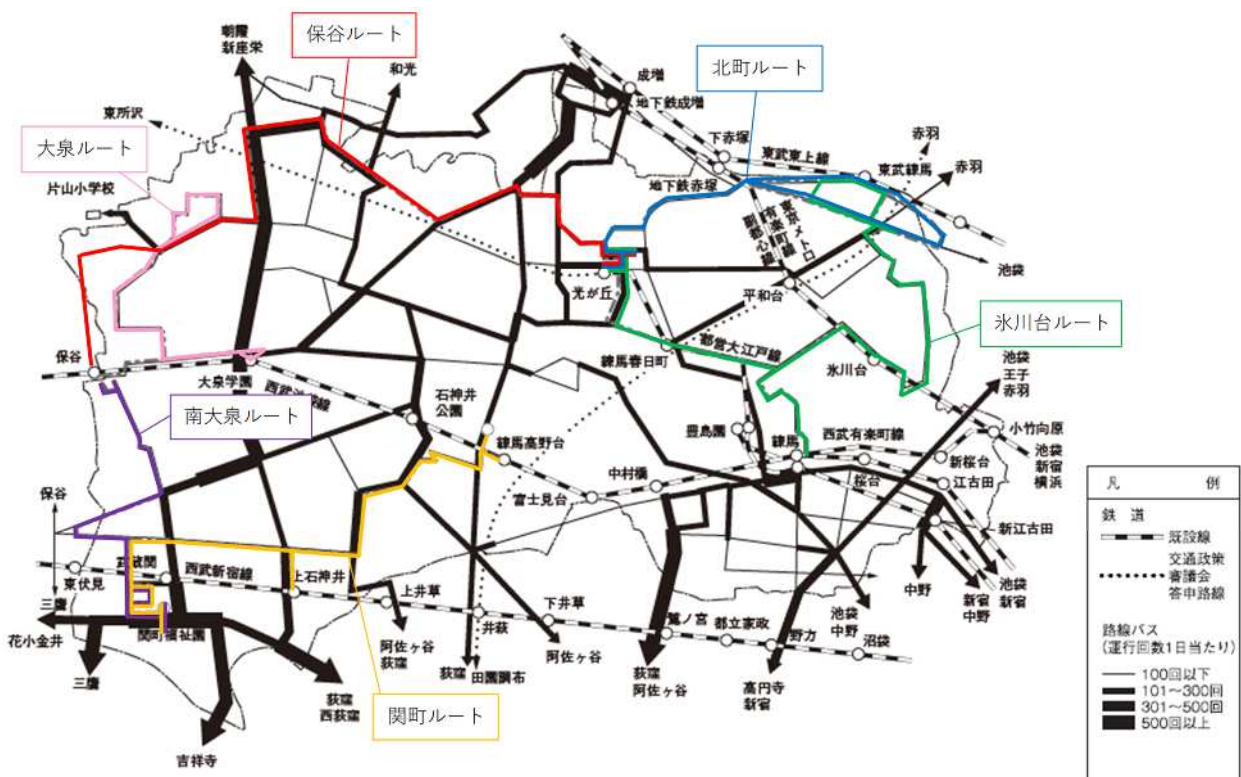 朝霞
新座栄
保谷ルート
和光
北町ルート
成増
地下鉄成増
東所沢
大泉ルート
片山小学校
下赤塚
東武東上線
赤羽
地下鉄赤塚
東武練馬
赤羽
東京メトロ
有楽町線
副都心線
池袋
光が丘
平和台
氷川台ルート
都営大江戸線
練馬春日町
氷川台
池袋
王子
赤羽
保谷
大泉学園
西武池袋線
石神井
公園
南大泉ルート
練馬高野台
豊島園
練馬
西武有楽町線
小竹向原
新桜台
池袋
新宿
横浜
中村橋
桜台
江古田
富士見台
新江古田
保谷
武蔵関
西武新宿線
上石神井
東伏見
三鷹
上井草
下井草
中野
新宿
中野
池袋
新宿
花小金井
関町福祉園
阿佐ヶ谷
荻窪
井荻
阿佐ヶ谷
鷺ノ宮
都立家政
池袋
中野
野方
沼袋
三鷹
荻窪
西荻窪
荻窪
田園調布
荻窪
阿佐ヶ谷
高円寺
新宿
関町ルート
吉祥寺
凡 例
鉄 道
既設線
交通政策
審議会
答申路線
路線バス
(運行回数1日当たり)
100回以下
101～300回
301～500回
500回以上